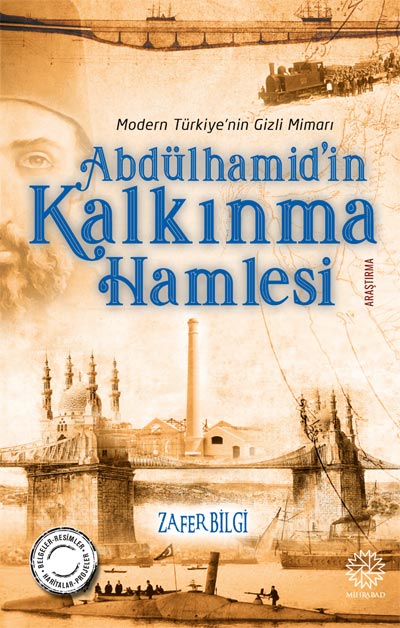 Modern Türkiye'nin Gizli Mimarı
Abdülhamid'in
Kalkınma
Hamlesi
ARAŞTIRMA
ZAFER BİLGİ
BELGELER-RESİMLER-
HARİTALAR-PROJELER
MİHRABAD